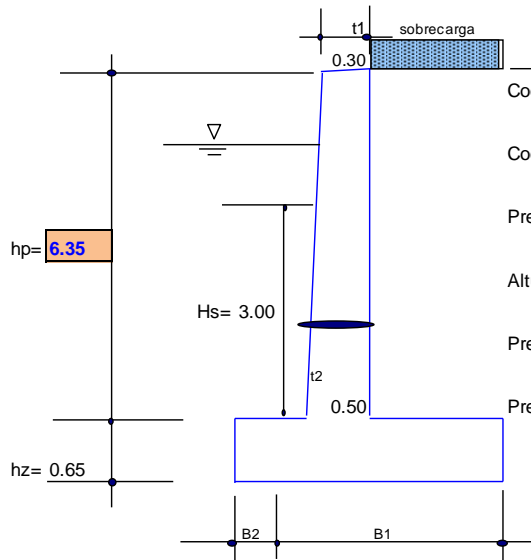 t1
sobrecarga
0.30
Co
Co
Pre
hp= 6.35
Alt
Hs= 3.00
Pre
t2
0.50
Pre
hz= 0.65
B2
B1